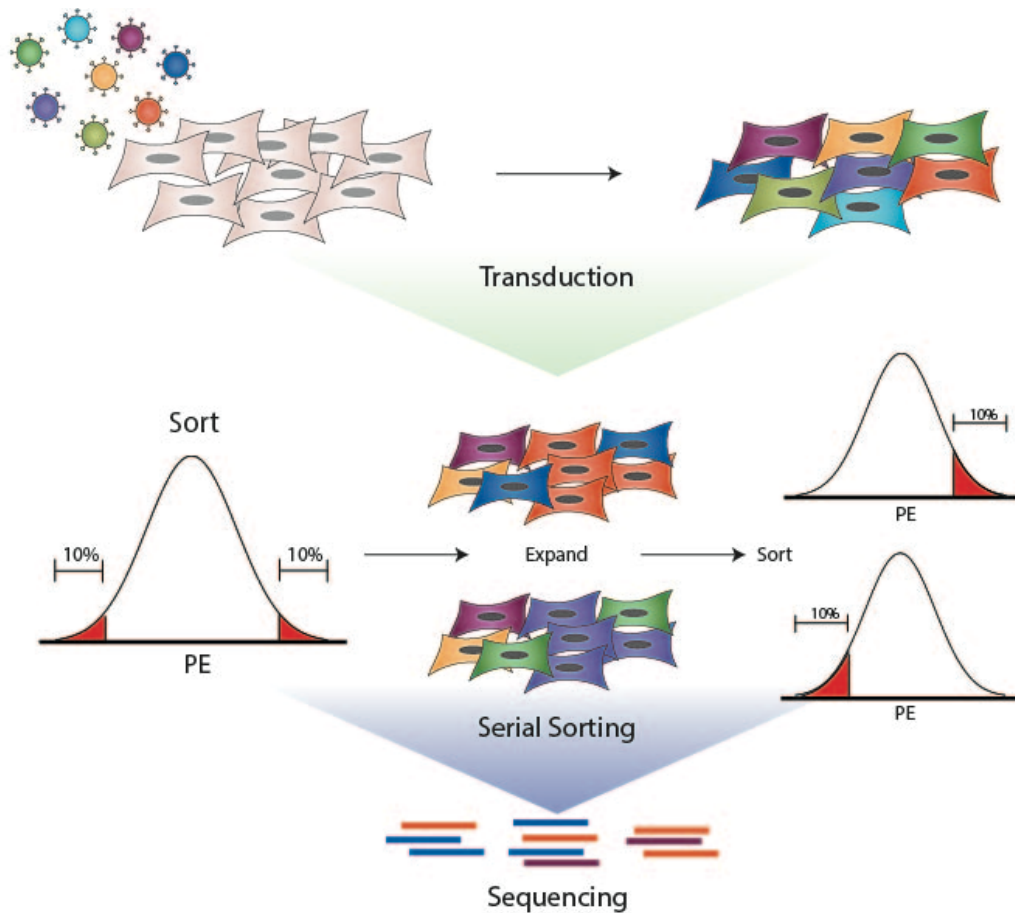 Transduction
Sort
10%
10%
PE
Expand
Sort
10%
PE
10%
PE
Serial Sorting
Sequencing